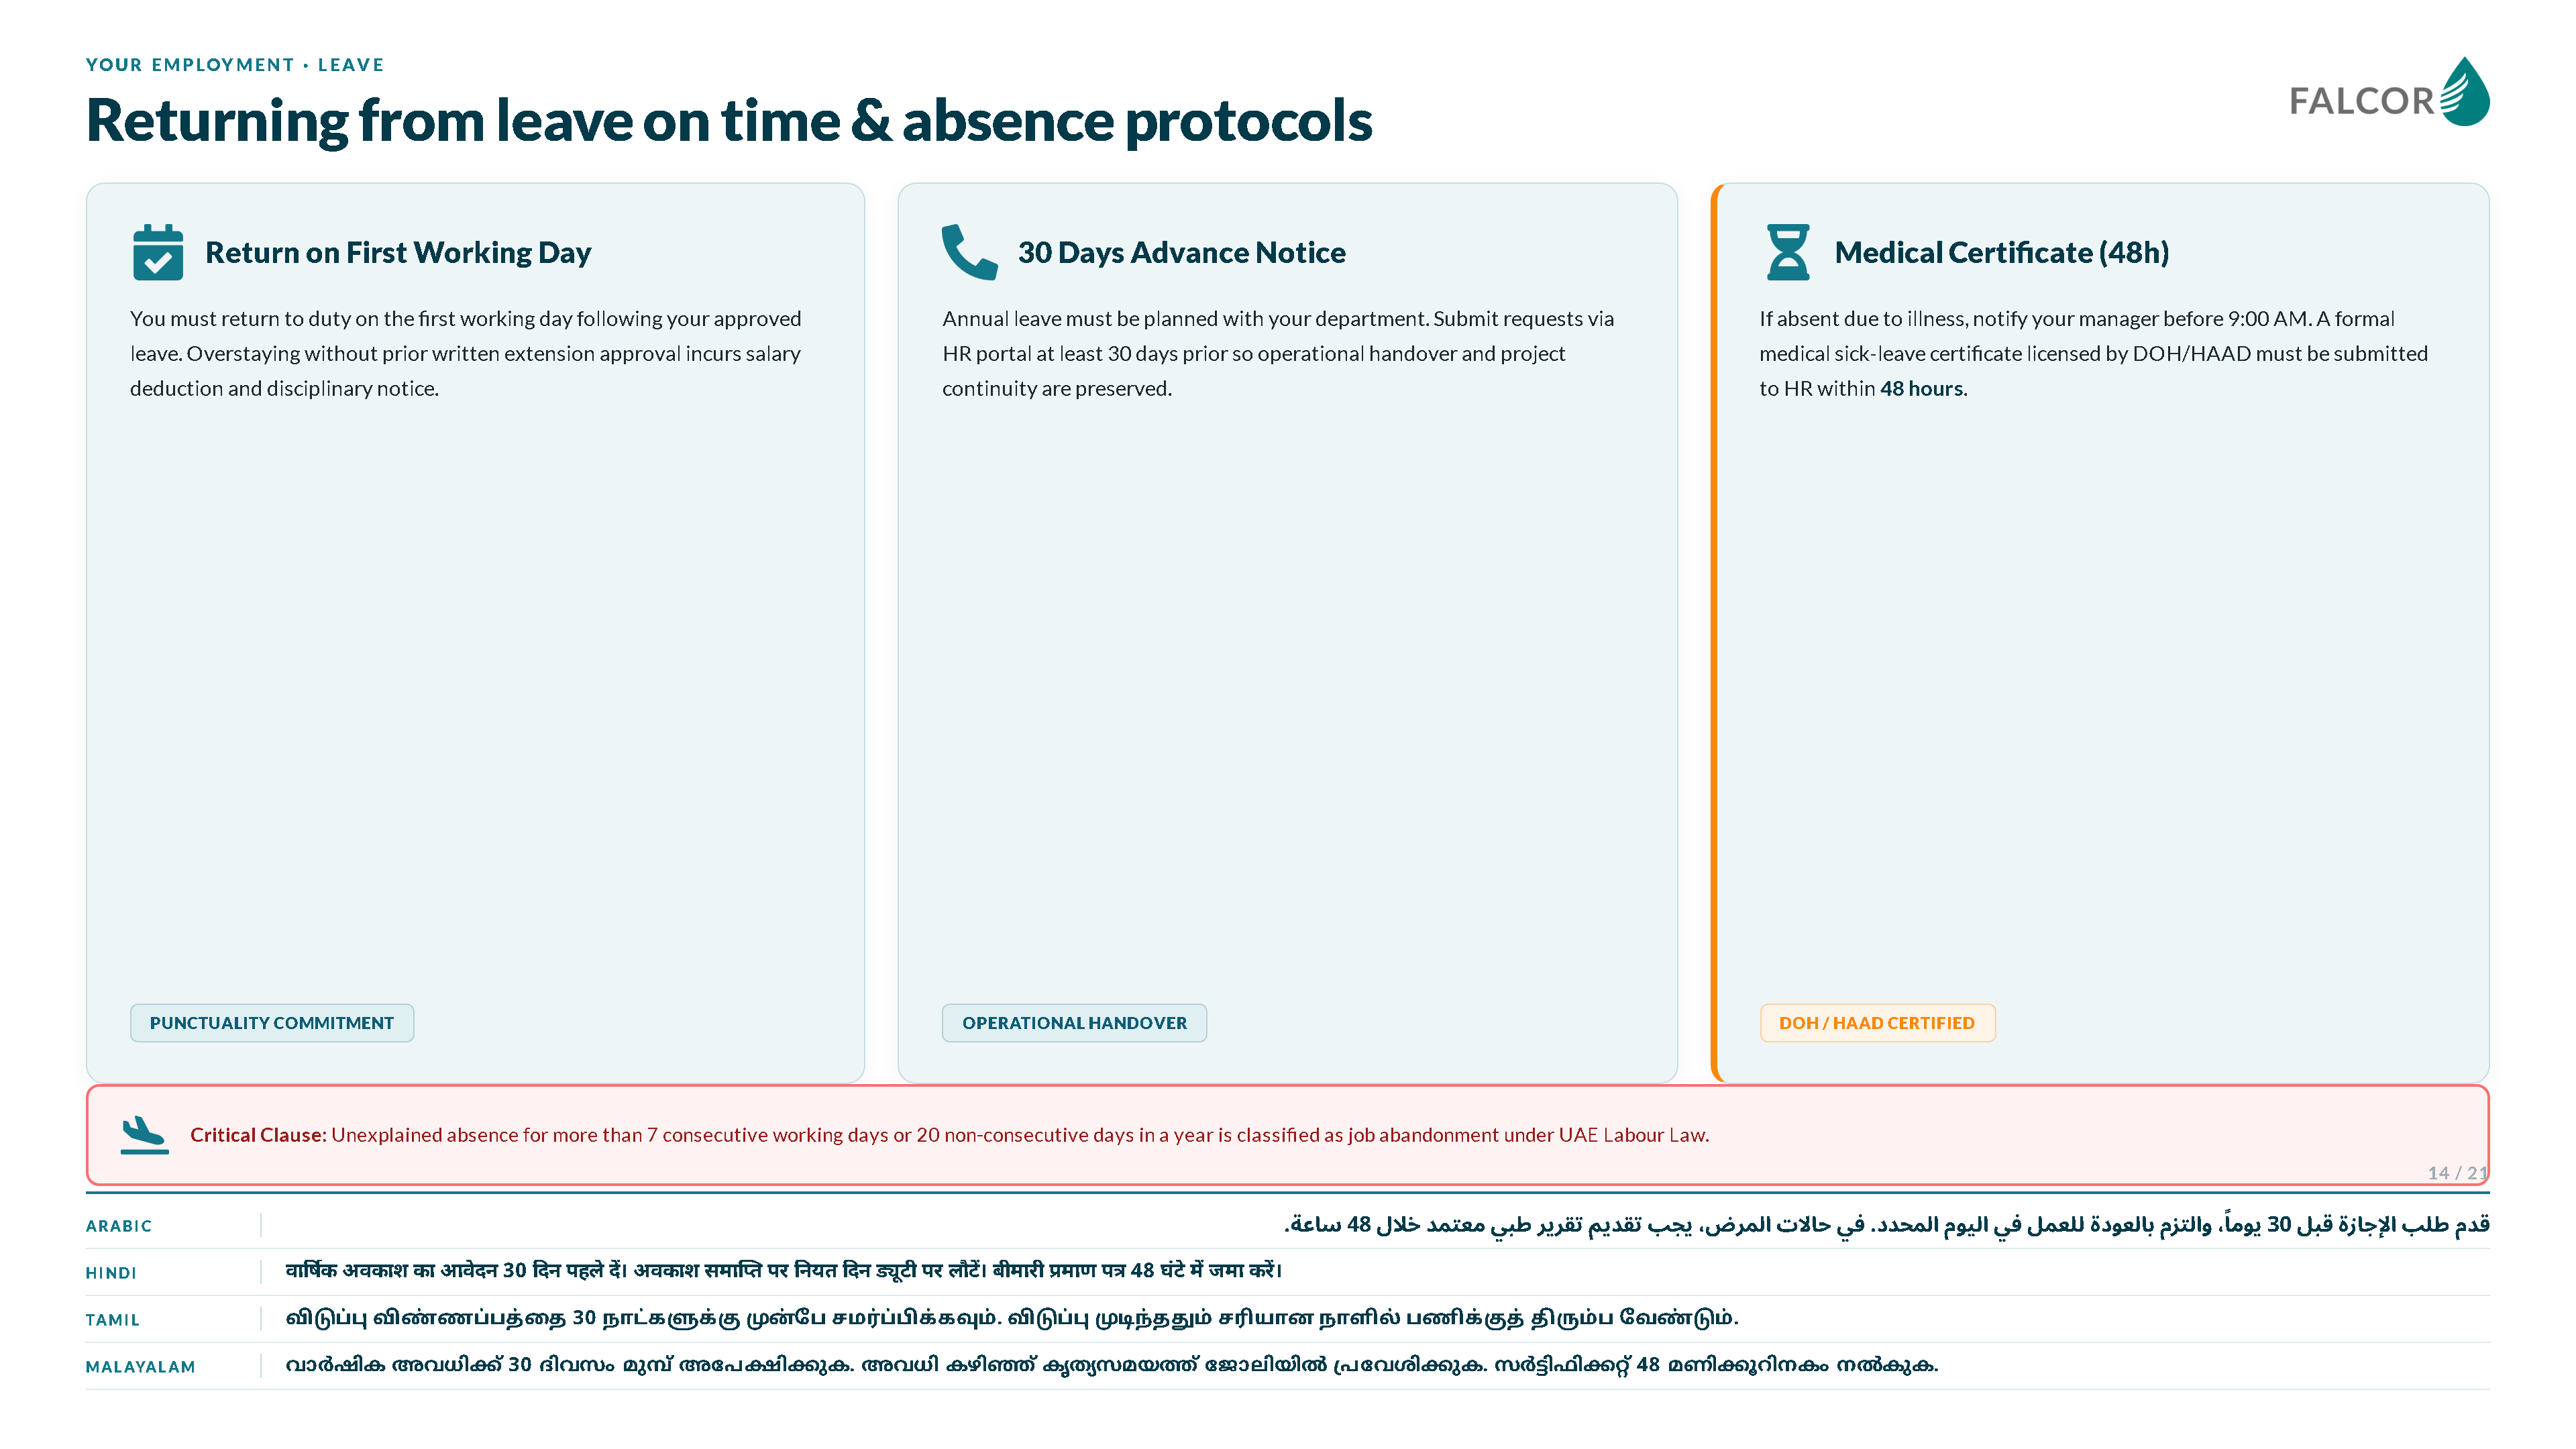 YOUR EMPLOYMENT · LEAVE
Returning from leave on time & absence protocols
FALCOR
Return on First Working Day
You must return to duty on the first working day following your approved
leave. Overstaying without prior written extension approval incurs salary
deduction and disciplinary notice.
PUNCTUALITY COMMITMENT
30 Days Advance Notice
Annual leave must be planned with your department. Submit requests via
HR portal at least 30 days prior so operational handover and project
continuity are preserved.
OPERATIONAL HANDOVER
Medical Certificate (48h)
If absent due to illness, notify your manager before 9:00 AM. A formal
medical sick-leave certificate licensed by DOH/HAAD must be submitted
to HR within 48 hours.
DOH / HAAD CERTIFIED
Critical Clause: Unexplained absence for more than 7 consecutive working days or 20 non-consecutive days in a year is classified as job abandonment under UAE Labour Law.
14 / 21
ARABIC
قدم طلب الإجازة قبل 30 يوماً، والتزم بالعودة للعمل في اليوم المحدد. في حالات المرض، يجب تقديم تقرير طبي معتمد خلال 48 ساعة.
HINDI
वार्षिक अवकाश का आवेदन 30 दिन पहले दें। अवकाश समाप्ति पर नियत दिन ड्यूटी पर लौटें। बीमारी प्रमाण पत्र 48 घंटे में जमा करें।
TAMIL
விடுப்பு விண்ணப்பத்தை 30 நாட்களுக்கு முன்பே சமர்ப்பிக்கவும். விடுப்பு முடிந்ததும் சரியான நாளில் பணிக்குத் திரும்ப வேண்டும்.
MALAYALAM
വാർഷിക അവധിക്ക് 30 ദിവസം മുമ്പ് അപേക്ഷിക്കുക. അവധി കഴിഞ്ഞ് കൃത്യസമയത്ത് ജോലിയിൽ പ്രവേശിക്കുക. സർട്ടിഫിക്കറ്റ് 48 മണിക്കൂറിനകം നൽകുക.